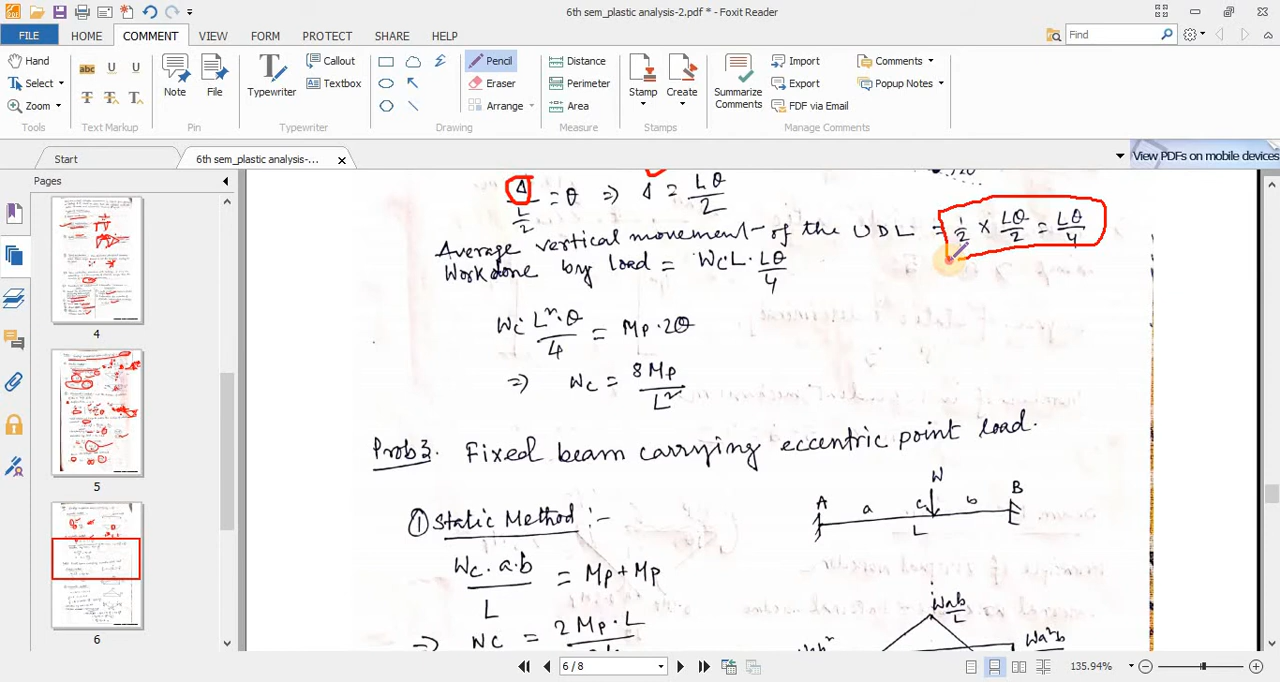 6th sem_plastic analysis-2.pdf * - Foxit Reader
FILE HOME COMMENT VIEW FORM PROTECT SHARE HELP
Find
Hand
Select
Zoom
Tools
abc U U
T T T
Text Markup
Note File
Pin
Typewriter
Callout
Textbox
Typewriter
Pencil
Eraser
Arrange
Drawing
Distance
Perimeter
Area
Measure
Stamp Create
Stamps
Summarize Comments
Import
Export
FDF via Email
Comments
Popup Notes
Manage Comments
Start
6th sem_plastic analysis-...
View PDFs on mobile devices
Pages
4
5
6
Δ/(L/2) = θ ⇒ Δ = Lθ/2
Average vertical movement of the UDL = 1/2 × Lθ/2 = Lθ/4
Workdone by load = Wc·L · Lθ/4
Wc·L²·θ/4 = Mp·2θ
⇒ Wc = 8Mp/L²
Prob 3. Fixed beam carrying eccentric point load.
① Static Method :-
W
A a C b B
L
Wc·a·b/L = Mp + Mp
⇒ Wc = 2Mp·L
Wab/L
Wa²b
6 / 8
135.94%